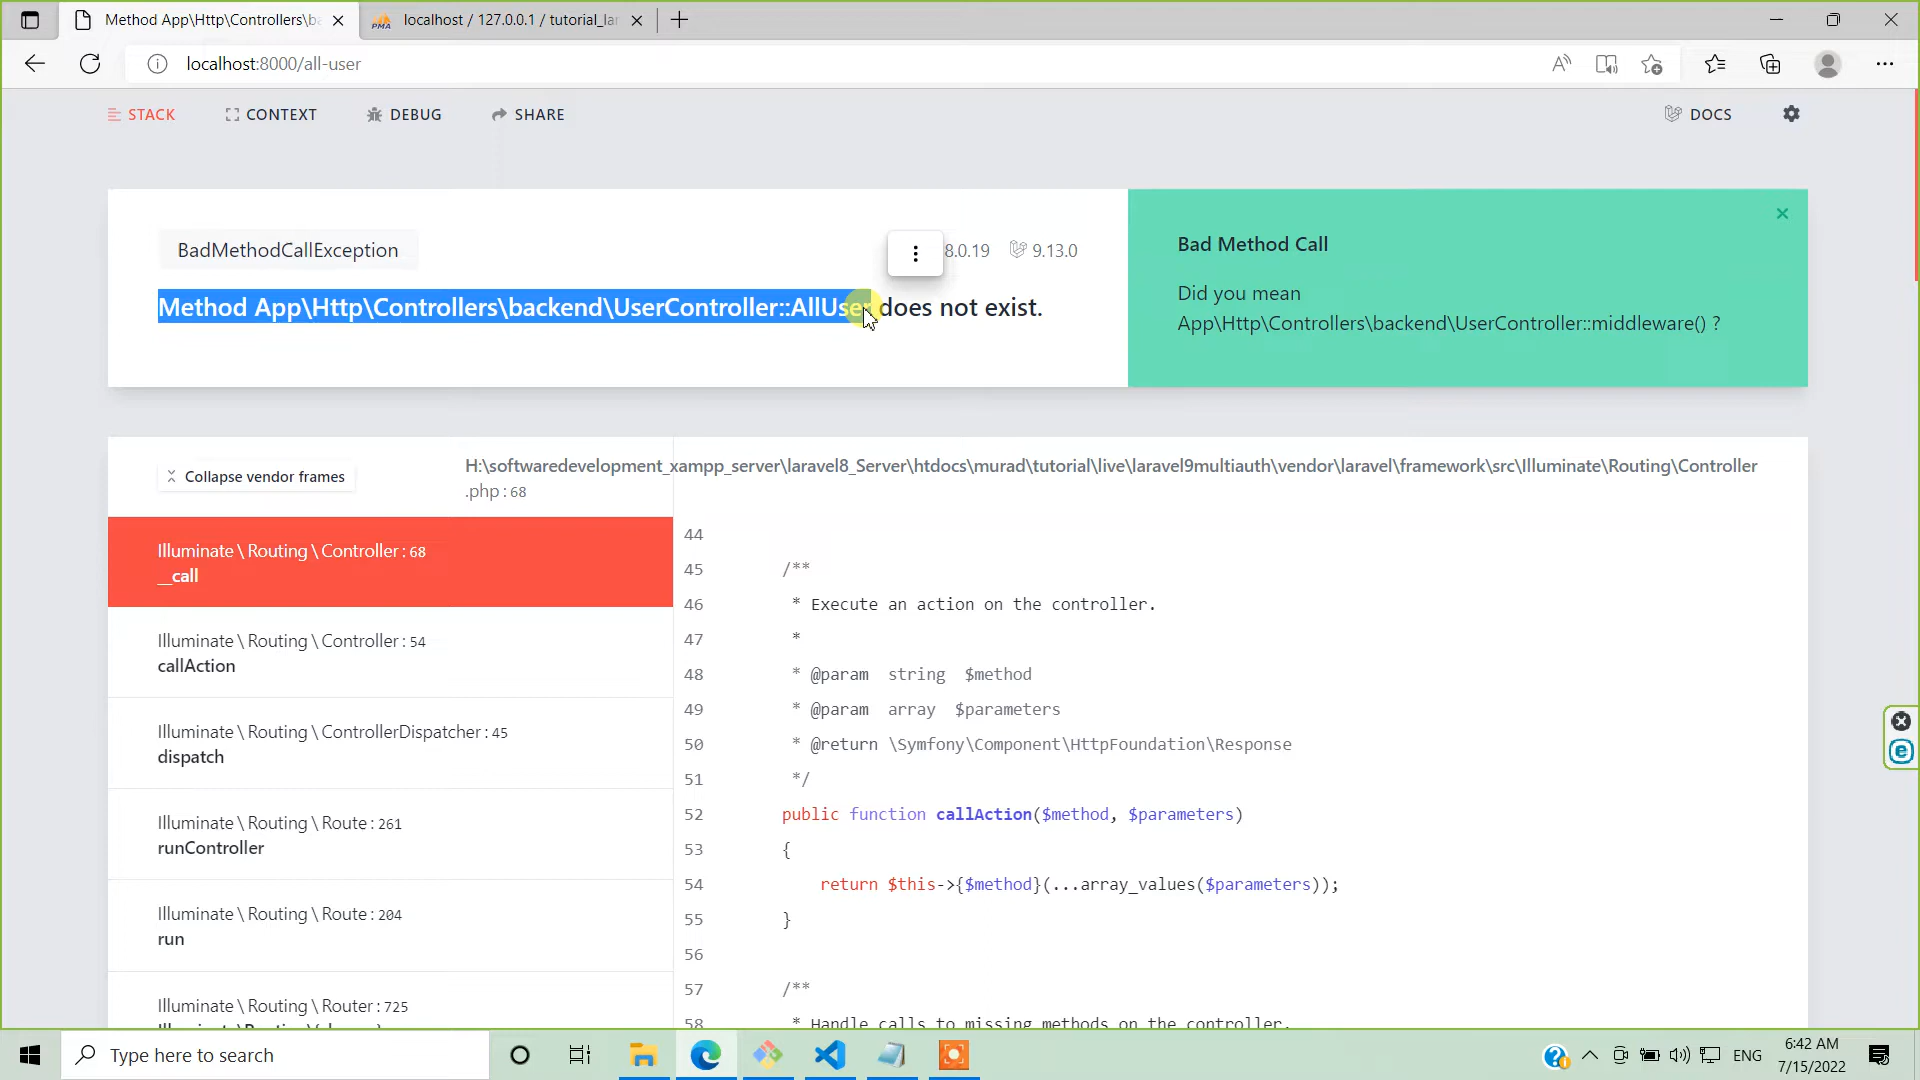 Method App\Http\Controllers\ba
localhost / 127.0.0.1 / tutorial_la
localhost:8000/all-user
STACK
CONTEXT
DEBUG
SHARE
DOCS
BadMethodCallException
8.0.19
9.13.0
Method App\Http\Controllers\backend\UserController::AllUser does not exist.
Bad Method Call
Did you mean
App\Http\Controllers\backend\UserController::middleware() ?
Collapse vendor frames
H:\softwaredevelopment_xampp_server\laravel8_Server\htdocs\murad\tutorial\live\laravel9multiauth\vendor\laravel\framework\src\Illuminate\Routing\Controller
.php : 68
Illuminate \ Routing \ Controller : 68
__call
Illuminate \ Routing \ Controller : 54
callAction
Illuminate \ Routing \ ControllerDispatcher : 45
dispatch
Illuminate \ Routing \ Route : 261
runController
Illuminate \ Routing \ Route : 204
run
Illuminate \ Routing \ Router : 725
44
45 /**
46 * Execute an action on the controller.
47 *
48 * @param string $method
49 * @param array $parameters
50 * @return \Symfony\Component\HttpFoundation\Response
51 */
52 public function callAction($method, $parameters)
53 {
54 return $this->{$method}(...array_values($parameters));
55 }
56
57 /**
58 * Handle calls to missing methods on the controller.
Type here to search
ENG
6:42 AM
7/15/2022